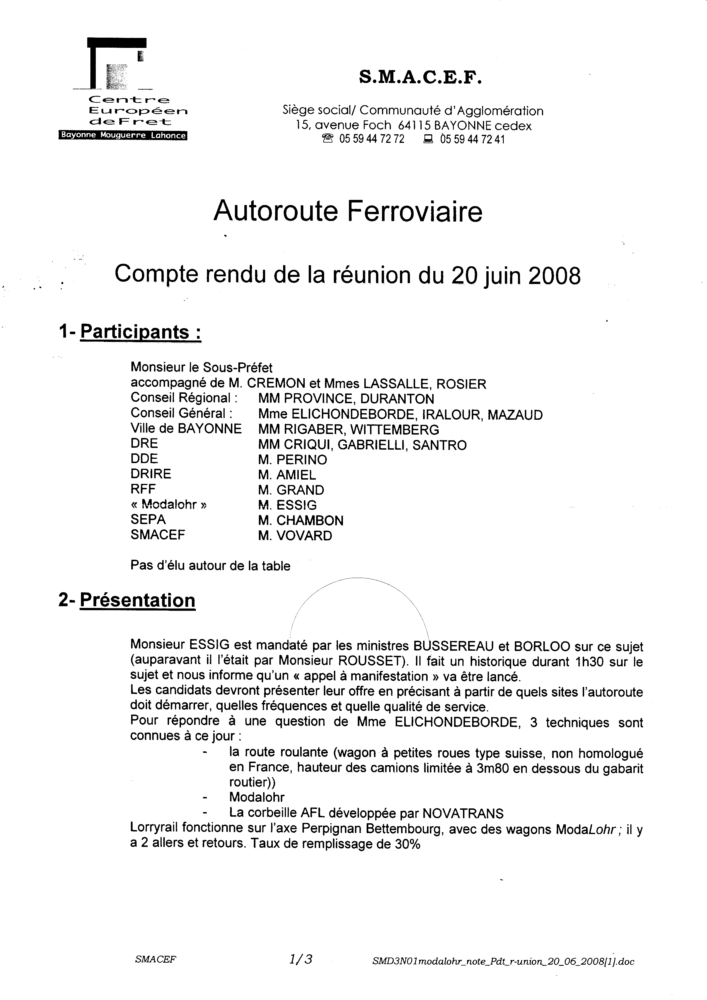 Centre
Européen
de Fret
Bayonne Mouguerre Lahonce
S.M.A.C.E.F.
Siège social/ Communauté d'Agglomération
15, avenue Foch 64115 BAYONNE cedex
05 59 44 72 72 05 59 44 72 41
Autoroute Ferroviaire
Compte rendu de la réunion du 20 juin 2008
1- Participants :
Monsieur le Sous-Préfet
accompagné de M. CREMON et Mmes LASSALLE, ROSIER
Conseil Régional : MM PROVINCE, DURANTON
Conseil Général : Mme ELICHONDEBORDE, IRALOUR, MAZAUD
Ville de BAYONNE MM RIGABER, WITTEMBERG
DRE MM CRIQUI, GABRIELLI, SANTRO
DDE M. PERINO
DRIRE M. AMIEL
RFF M. GRAND
« Modalohr » M. ESSIG
SEPA M. CHAMBON
SMACEF M. VOVARD
Pas d'élu autour de la table
2- Présentation
Monsieur ESSIG est mandaté par les ministres BUSSEREAU et BORLOO sur ce sujet
(auparavant il l'était par Monsieur ROUSSET). Il fait un historique durant 1h30 sur le
sujet et nous informe qu'un « appel à manifestation » va être lancé.
Les candidats devront présenter leur offre en précisant à partir de quels sites l'autoroute
doit démarrer, quelles fréquences et quelle qualité de service.
Pour répondre à une question de Mme ELICHONDEBORDE, 3 techniques sont
connues à ce jour :
- la route roulante (wagon à petites roues type suisse, non homologué
en France, hauteur des camions limitée à 3m80 en dessous du gabarit
routier))
- Modalohr
- La corbeille AFL développée par NOVATRANS
Lorryrail fonctionne sur l'axe Perpignan Bettembourg, avec des wagons ModaLohr ; il y
a 2 allers et retours. Taux de remplissage de 30%
SMACEF 1/3 SMD3N01modalohr_note_Pdt_r-union_20_06_2008[1].doc